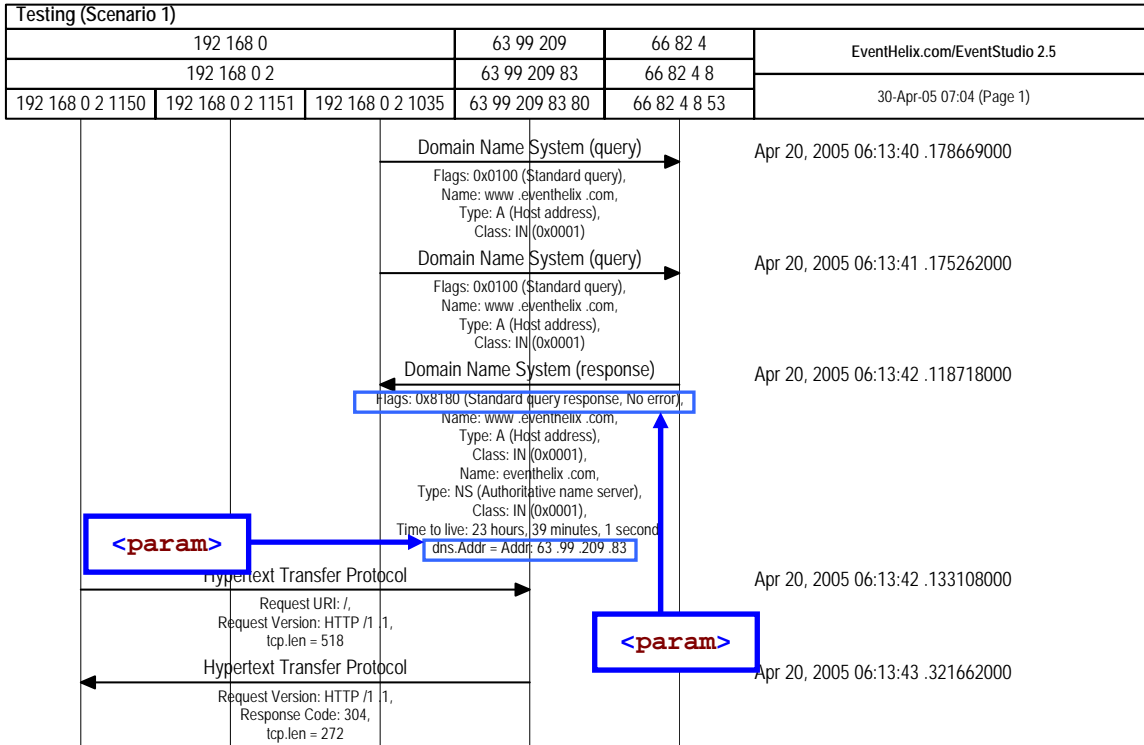 Testing (Scenario 1)
192 168 0
63 99 209
66 82 4
EventHelix.com/EventStudio 2.5
192 168 0 2
63 99 209 83
66 82 4 8
192 168 0 2 1150
192 168 0 2 1151
192 168 0 2 1035
63 99 209 83 80
66 82 4 8 53
30-Apr-05 07:04 (Page 1)
Domain Name System (query)
Apr 20, 2005 06:13:40 .178669000
Flags: 0x0100 (Standard query),
Name: www .eventhelix .com,
Type: A (Host address),
Class: IN (0x0001)
Domain Name System (query)
Apr 20, 2005 06:13:41 .175262000
Flags: 0x0100 (Standard query),
Name: www .eventhelix .com,
Type: A (Host address),
Class: IN (0x0001)
Domain Name System (response)
Apr 20, 2005 06:13:42 .118718000
Flags: 0x8180 (Standard query response, No error),
Name: www .eventhelix .com,
Type: A (Host address),
Class: IN (0x0001),
Name: eventhelix .com,
Type: NS (Authoritative name server),
Class: IN (0x0001),
Time to live: 23 hours, 39 minutes, 1 second
dns.Addr = Addr: 63 .99 .209 .83
<param>
Hypertext Transfer Protocol
Apr 20, 2005 06:13:42 .133108000
Request URI: /,
Request Version: HTTP /1 .1,
tcp.len = 518
<param>
Hypertext Transfer Protocol
Apr 20, 2005 06:13:43 .321662000
Request Version: HTTP /1 .1,
Response Code: 304,
tcp.len = 272